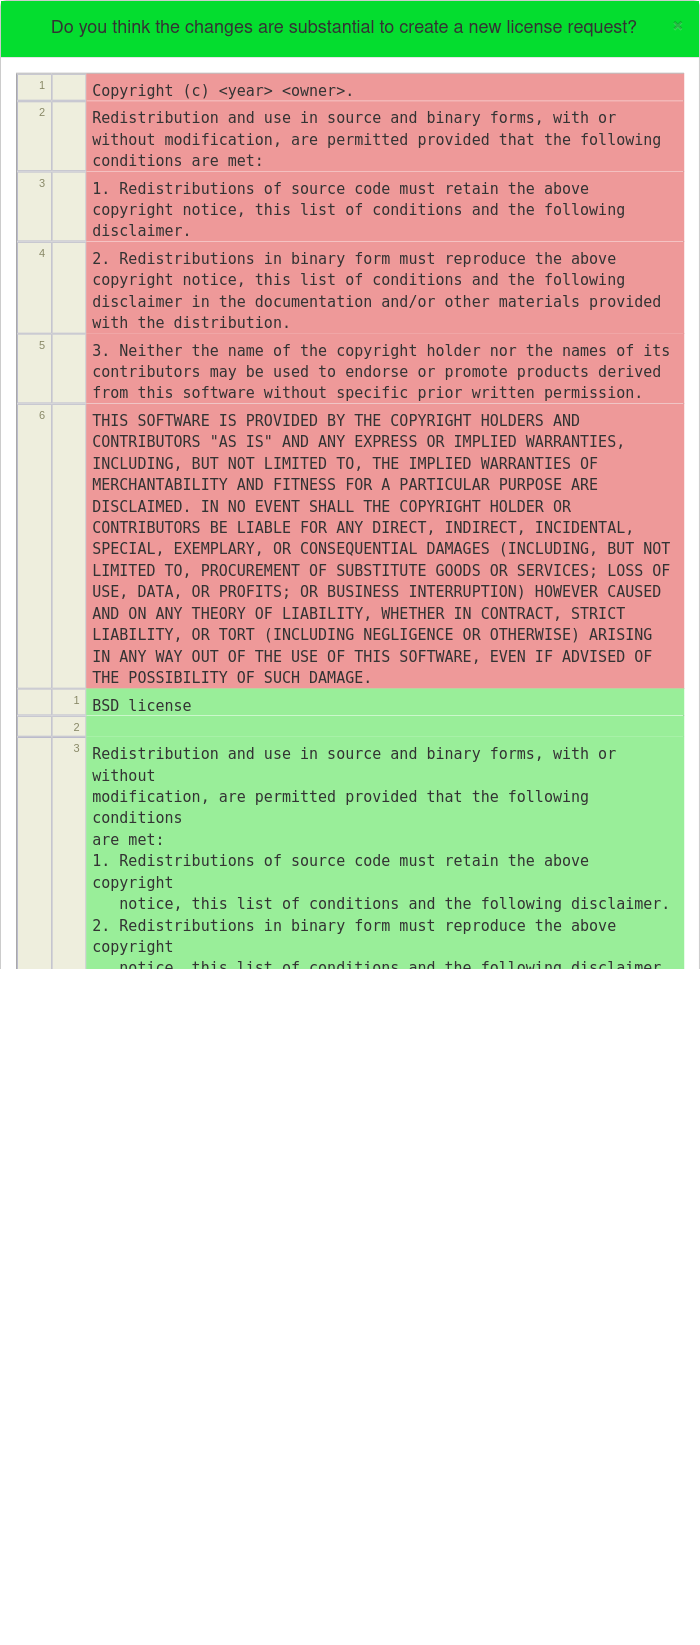 Do you think the changes are substantial to create a new license request? ×
1 Copyright (c) <year> <owner>.
2 Redistribution and use in source and binary forms, with or
without modification, are permitted provided that the following
conditions are met:
3 1. Redistributions of source code must retain the above
copyright notice, this list of conditions and the following
disclaimer.
4 2. Redistributions in binary form must reproduce the above
copyright notice, this list of conditions and the following
disclaimer in the documentation and/or other materials provided
with the distribution.
5 3. Neither the name of the copyright holder nor the names of its
contributors may be used to endorse or promote products derived
from this software without specific prior written permission.
6 THIS SOFTWARE IS PROVIDED BY THE COPYRIGHT HOLDERS AND
CONTRIBUTORS "AS IS" AND ANY EXPRESS OR IMPLIED WARRANTIES,
INCLUDING, BUT NOT LIMITED TO, THE IMPLIED WARRANTIES OF
MERCHANTABILITY AND FITNESS FOR A PARTICULAR PURPOSE ARE
DISCLAIMED. IN NO EVENT SHALL THE COPYRIGHT HOLDER OR
CONTRIBUTORS BE LIABLE FOR ANY DIRECT, INDIRECT, INCIDENTAL,
SPECIAL, EXEMPLARY, OR CONSEQUENTIAL DAMAGES (INCLUDING, BUT NOT
LIMITED TO, PROCUREMENT OF SUBSTITUTE GOODS OR SERVICES; LOSS OF
USE, DATA, OR PROFITS; OR BUSINESS INTERRUPTION) HOWEVER CAUSED
AND ON ANY THEORY OF LIABILITY, WHETHER IN CONTRACT, STRICT
LIABILITY, OR TORT (INCLUDING NEGLIGENCE OR OTHERWISE) ARISING
IN ANY WAY OUT OF THE USE OF THIS SOFTWARE, EVEN IF ADVISED OF
THE POSSIBILITY OF SUCH DAMAGE.
1 BSD license
2
3 Redistribution and use in source and binary forms, with or
without
modification, are permitted provided that the following
conditions
are met:
1. Redistributions of source code must retain the above
copyright
notice, this list of conditions and the following disclaimer.
2. Redistributions in binary form must reproduce the above
copyright
notice, this list of conditions and the following disclaimer